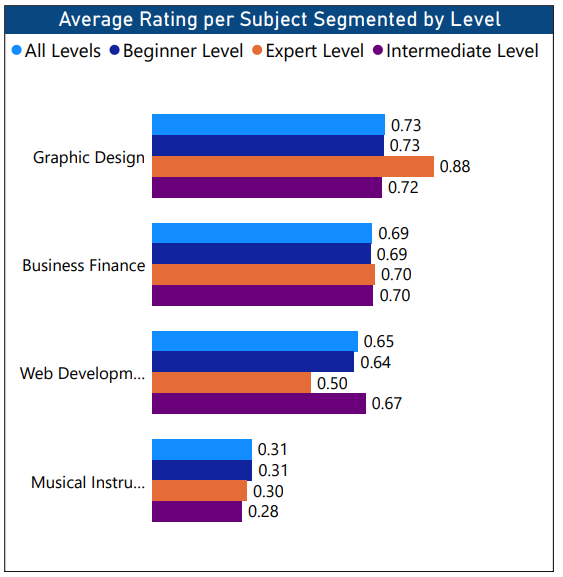 Average Rating per Subject Segmented by Level
All Levels Beginner Level Expert Level Intermediate Level
Graphic Design
0.73
0.73
0.88
0.72
Business Finance
0.69
0.69
0.70
0.70
Web Developm...
0.65
0.64
0.50
0.67
Musical Instru...
0.31
0.31
0.30
0.28